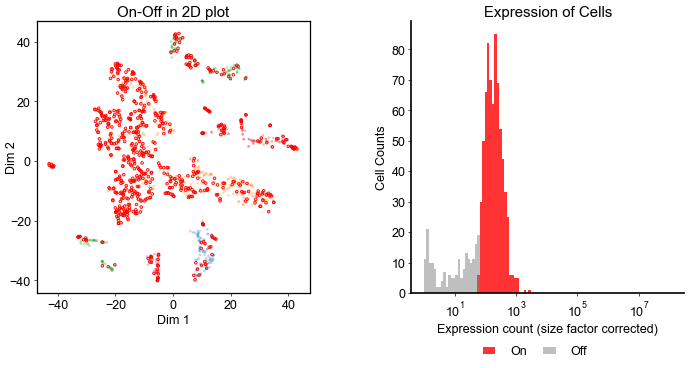 On-Off in 2D plot
Expression of Cells
Dim 2
40
20
0
−20
−40
−40 −20 0 20 40
Dim 1
Cell Counts
80
70
60
50
40
30
20
10
0
10^1 10^3 10^5 10^7
Expression count (size factor corrected)
On Off